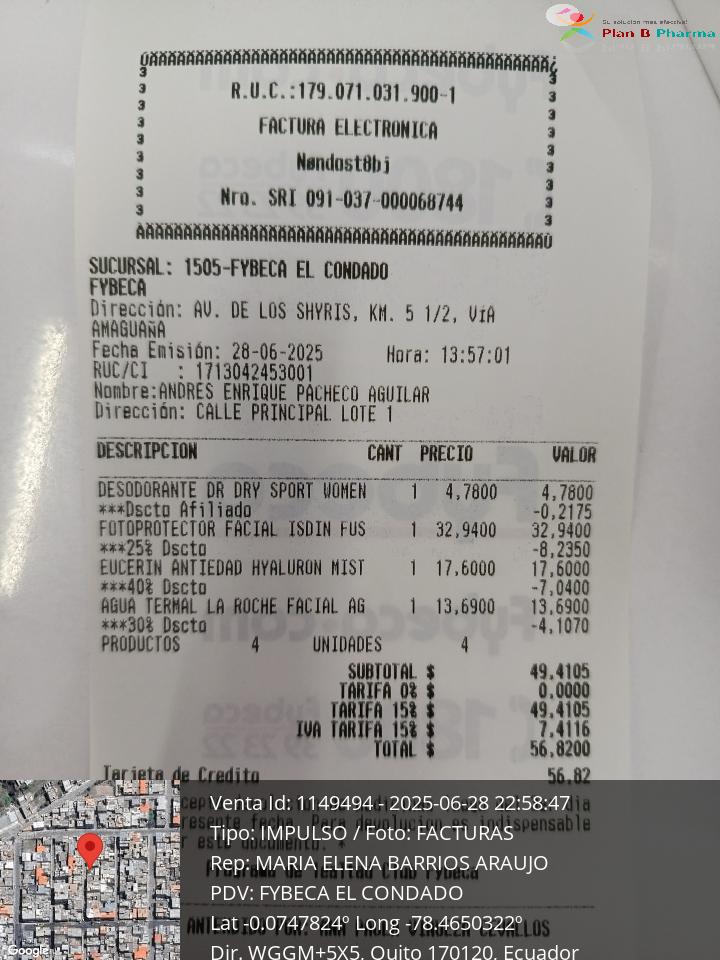 Su solucion mas efectiva!
Plan B Pharma
R.U.C.:179.071.031.900-1
FACTURA ELECTRONICA
Nøndost8bj
Nro. SRI 091-037-000068744
SUCURSAL: 1505-FYBECA EL CONDADO
FYBECA
Dirección: AV. DE LOS SHYRIS, KM. 5 1/2, VíA
AMAGUAñA
Fecha Emisión: 28-06-2025 Hora: 13:57:01
RUC/CI : 1713042453001
Nombre:ANDRES ENRIQUE PACHECO AGUILAR
Dirección: CALLE PRINCIPAL LOTE 1
DESCRIPCION CANT PRECIO VALOR
DESODORANTE DR DRY SPORT WOMEN 1 4,7800 4,7800
***Dscto Afiliado -0,2175
FOTOPROTECTOR FACIAL ISDIN FUS 1 32,9400 32,9400
***25% Dscto -8,2350
EUCERIN ANTIEDAD HYALURON MIST 1 17,6000 17,6000
***40% Dscto -7,0400
AGUA TERMAL LA ROCHE FACIAL AG 1 13,6900 13,6900
***30% Dscto -4,1070
PRODUCTOS 4 UNIDADES 4
SUBTOTAL $ 49,4105
TARIFA 0% $ 0,0000
TARIFA 15% $ 49,4105
IVA TARIFA 15% $ 7,4116
TOTAL $ 56,8200
Tarjeta de Credito 56.82
Venta Id: 1149494 - 2025-06-28 22:58:47
Tipo: IMPULSO / Foto: FACTURAS
Rep: MARIA ELENA BARRIOS ARAUJO
PDV: FYBECA EL CONDADO
Lat -0.0747824º Long -78.4650322º
Dir. WGGM+5X5, Quito 170120, Ecuador
Google